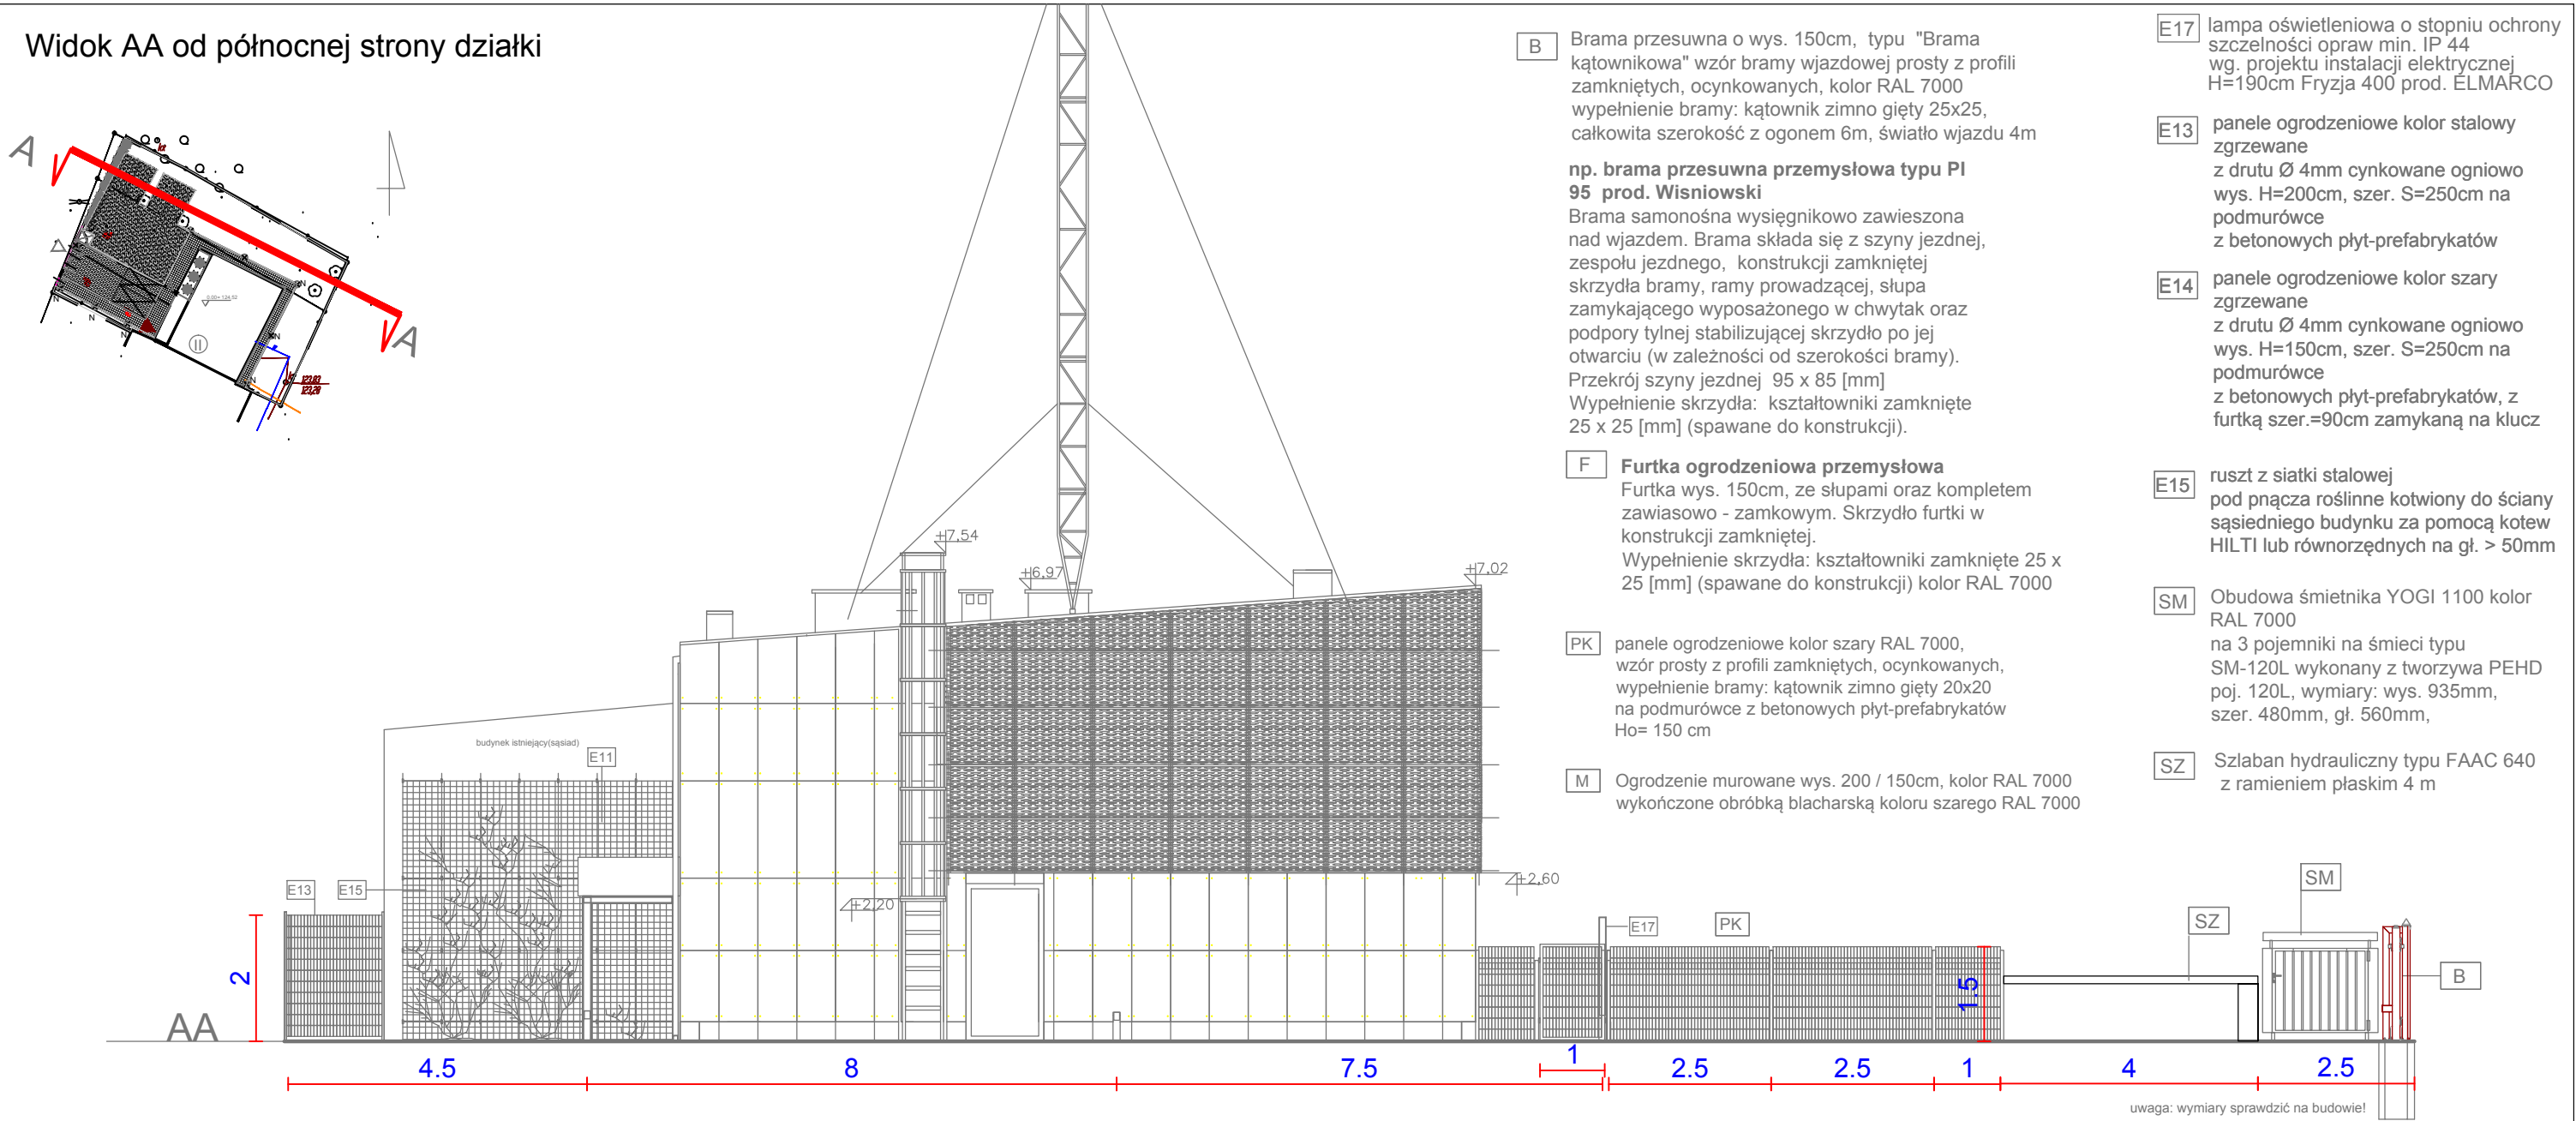 Widok AA od północnej strony działki
A
A
0.00= 124,52
II
N
N
N
N
N
123,83
123,28
B
Brama przesuwna o wys. 150cm, typu "Brama
kątownikowa" wzór bramy wjazdowej prosty z profili
zamkniętych, ocynkowanych, kolor RAL 7000
wypełnienie bramy: kątownik zimno gięty 25x25,
całkowita szerokość z ogonem 6m, światło wjazdu 4m
np. brama przesuwna przemysłowa typu PI
95 prod. Wisniowski
Brama samonośna wysięgnikowo zawieszona
nad wjazdem. Brama składa się z szyny jezdnej,
zespołu jezdnego, konstrukcji zamkniętej
skrzydła bramy, ramy prowadzącej, słupa
zamykającego wyposażonego w chwytak oraz
podpory tylnej stabilizującej skrzydło po jej
otwarciu (w zależności od szerokości bramy).
Przekrój szyny jezdnej 95 x 85 [mm]
Wypełnienie skrzydła: kształtowniki zamknięte
25 x 25 [mm] (spawane do konstrukcji).
F
Furtka ogrodzeniowa przemysłowa
Furtka wys. 150cm, ze słupami oraz kompletem
zawiasowo - zamkowym. Skrzydło furtki w
konstrukcji zamkniętej.
Wypełnienie skrzydła: kształtowniki zamknięte 25 x
25 [mm] (spawane do konstrukcji) kolor RAL 7000
PK
panele ogrodzeniowe kolor szary RAL 7000,
wzór prosty z profili zamkniętych, ocynkowanych,
wypełnienie bramy: kątownik zimno gięty 20x20
na podmurówce z betonowych płyt-prefabrykatów
Ho= 150 cm
M
Ogrodzenie murowane wys. 200 / 150cm, kolor RAL 7000
wykończone obróbką blacharską koloru szarego RAL 7000
E17
lampa oświetleniowa o stopniu ochrony
szczelności opraw min. IP 44
wg. projektu instalacji elektrycznej
H=190cm Fryzja 400 prod. ELMARCO
E13
panele ogrodzeniowe kolor stalowy
zgrzewane
z drutu Ø 4mm cynkowane ogniowo
wys. H=200cm, szer. S=250cm na
podmurówce
z betonowych płyt-prefabrykatów
E14
panele ogrodzeniowe kolor szary
zgrzewane
z drutu Ø 4mm cynkowane ogniowo
wys. H=150cm, szer. S=250cm na
podmurówce
z betonowych płyt-prefabrykatów, z
furtką szer.=90cm zamykaną na klucz
E15
ruszt z siatki stalowej
pod pnącza roślinne kotwiony do ściany
sąsiedniego budynku za pomocą kotew
HILTI lub równorzędnych na gł. > 50mm
SM
Obudowa śmietnika YOGI 1100 kolor
RAL 7000
na 3 pojemniki na śmieci typu
SM-120L wykonany z tworzywa PEHD
poj. 120L, wymiary: wys. 935mm,
szer. 480mm, gł. 560mm,
SZ
Szlaban hydrauliczny typu FAAC 640
z ramieniem płaskim 4 m
+7,54
+6,97
+7,02
budynek istniejący(sąsiad)
E11
E13
E15
+2,20
+2,60
E17
PK
SZ
SM
B
2
1.5
AA
4.5
8
7.5
1
2.5
2.5
1
4
2.5
uwaga: wymiary sprawdzić na budowie!